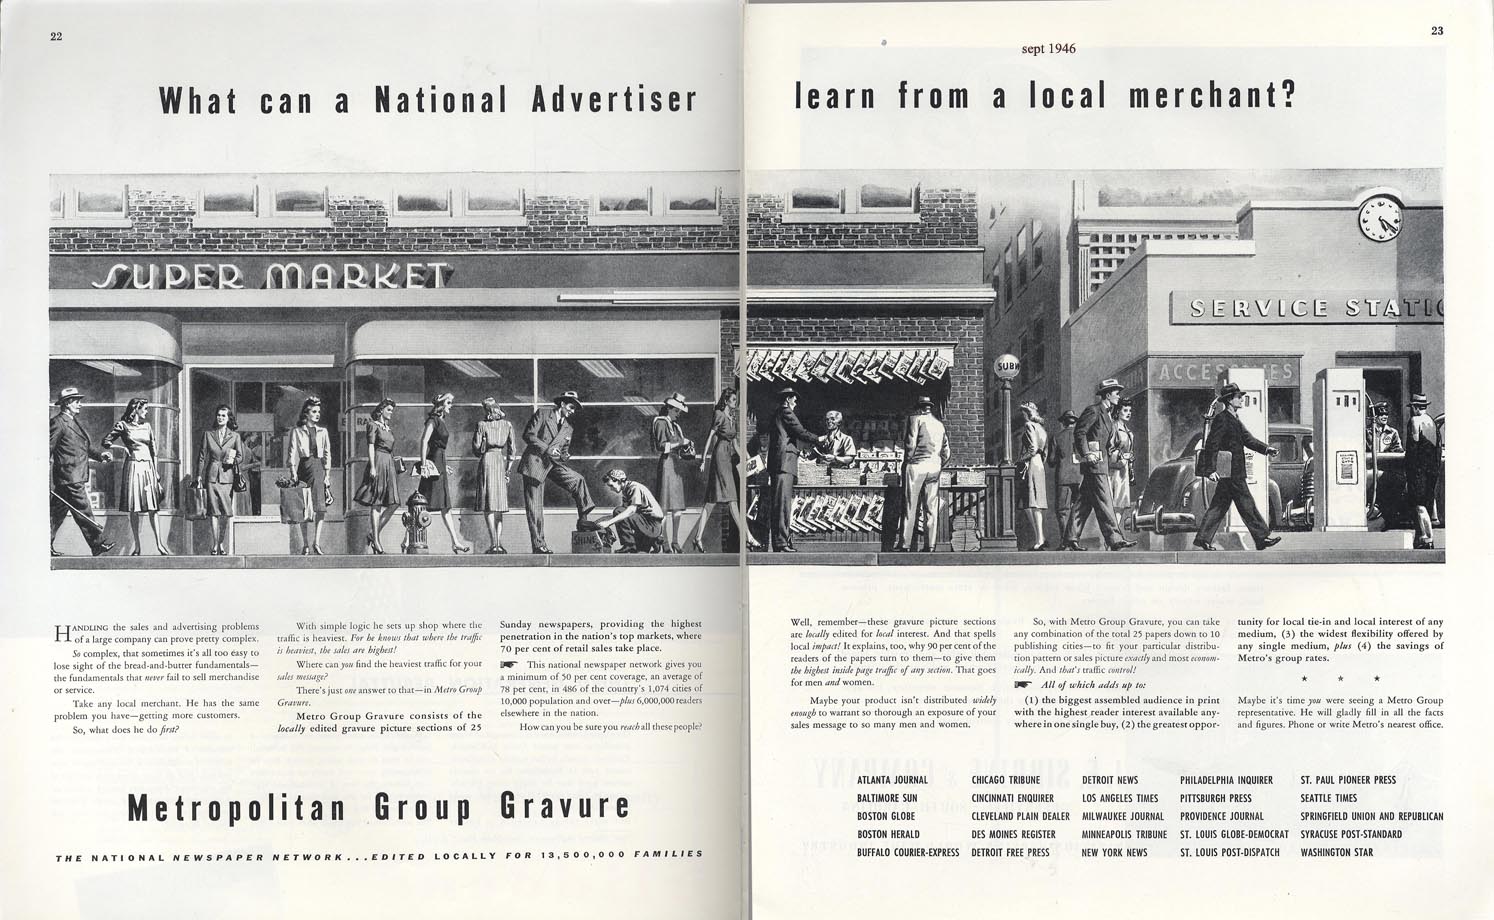 22
23
sept 1946
What can a National Advertiser learn from a local merchant?
SUPER MARKET
SERVICE STATIO
ACCES IES
SUBW
SHINE
HANDLING the sales and advertising problems
of a large company can prove pretty complex.
So complex, that sometimes it's all too easy to
lose sight of the bread-and-butter fundamentals—
the fundamentals that never fail to sell merchandise
or service.
Take any local merchant. He has the same
problem you have—getting more customers.
So, what does he do first?
With simple logic he sets up shop where the
traffic is heaviest. For he knows that where the traffic
is heaviest, the sales are highest!
Where can you find the heaviest traffic for your
sales message?
There's just one answer to that—in Metro Group
Gravure.
Metro Group Gravure consists of the
locally edited gravure picture sections of 25
Sunday newspapers, providing the highest
penetration in the nation's top markets, where
70 per cent of retail sales take place.
This national newspaper network gives you
a minimum of 50 per cent coverage, an average of
78 per cent, in 486 of the country's 1,074 cities of
10,000 population and over—plus 6,000,000 readers
elsewhere in the nation.
How can you be sure you reach all these people?
Well, remember—these gravure picture sections
are locally edited for local interest. And that spells
local impact! It explains, too, why 90 per cent of the
readers of the papers turn to them—to give them
the highest inside page traffic of any section. That goes
for men and women.
Maybe your product isn't distributed widely
enough to warrant so thorough an exposure of your
sales message to so many men and women.
So, with Metro Group Gravure, you can take
any combination of the total 25 papers down to 10
publishing cities—to fit your particular distribu-
tion pattern or sales picture exactly and most econom-
ically. And that's traffic control!
All of which adds up to:
(1) the biggest assembled audience in print
with the highest reader interest available any-
where in one single buy, (2) the greatest oppor-
tunity for local tie-in and local interest of any
medium, (3) the widest flexibility offered by
any single medium, plus (4) the savings of
Metro's group rates.
* * *
Maybe it's time you were seeing a Metro Group
representative. He will gladly fill in all the facts
and figures. Phone or write Metro's nearest office.
Metropolitan Group Gravure
THE NATIONAL NEWSPAPER NETWORK...EDITED LOCALLY FOR 13,500,000 FAMILIES
ATLANTA JOURNAL
BALTIMORE SUN
BOSTON GLOBE
BOSTON HERALD
BUFFALO COURIER-EXPRESS
CHICAGO TRIBUNE
CINCINNATI ENQUIRER
CLEVELAND PLAIN DEALER
DES MOINES REGISTER
DETROIT FREE PRESS
DETROIT NEWS
LOS ANGELES TIMES
MILWAUKEE JOURNAL
MINNEAPOLIS TRIBUNE
NEW YORK NEWS
PHILADELPHIA INQUIRER
PITTSBURGH PRESS
PROVIDENCE JOURNAL
ST. LOUIS GLOBE-DEMOCRAT
ST. LOUIS POST-DISPATCH
ST. PAUL PIONEER PRESS
SEATTLE TIMES
SPRINGFIELD UNION AND REPUBLICAN
SYRACUSE POST-STANDARD
WASHINGTON STAR